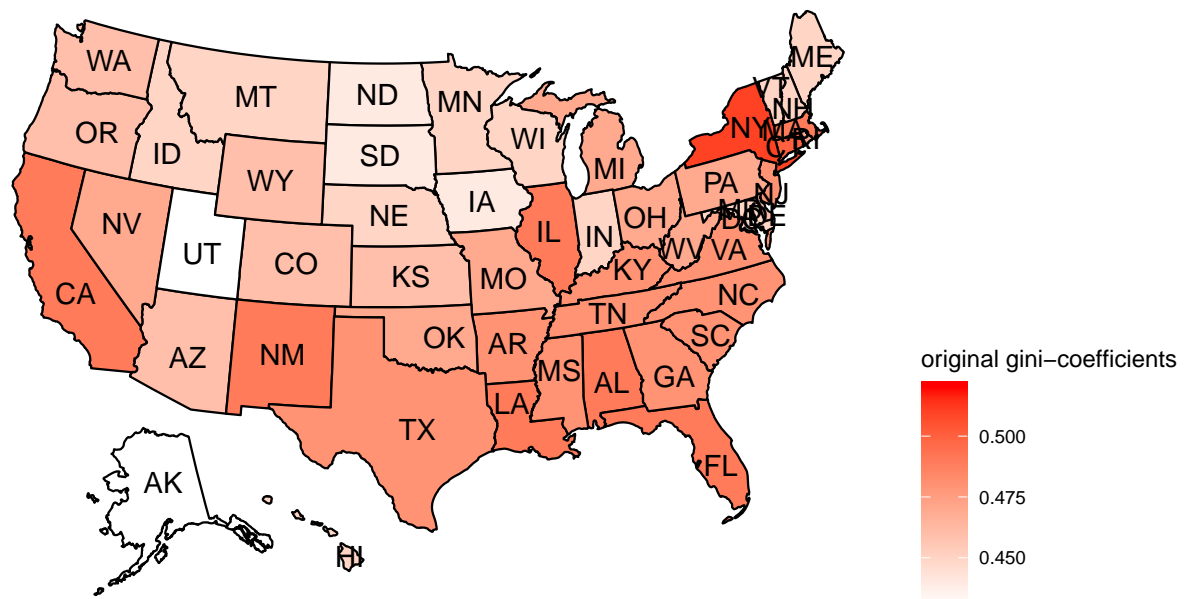 ME
WA
VT
MT
ND
MN
NH
NY
MA
OR
WI
RI
CT
ID
SD
MI
WY
PA
NJ
IA
NE
OH
MD
DE
DC
NV
IL
IN
UT
WV
VA
CO
KS
MO
KY
CA
NC
TN
OK
AR
SC
AZ
NM
MS
AL
GA
LA
TX
FL
AK
HI
original gini−coefficients
0.500
0.475
0.450